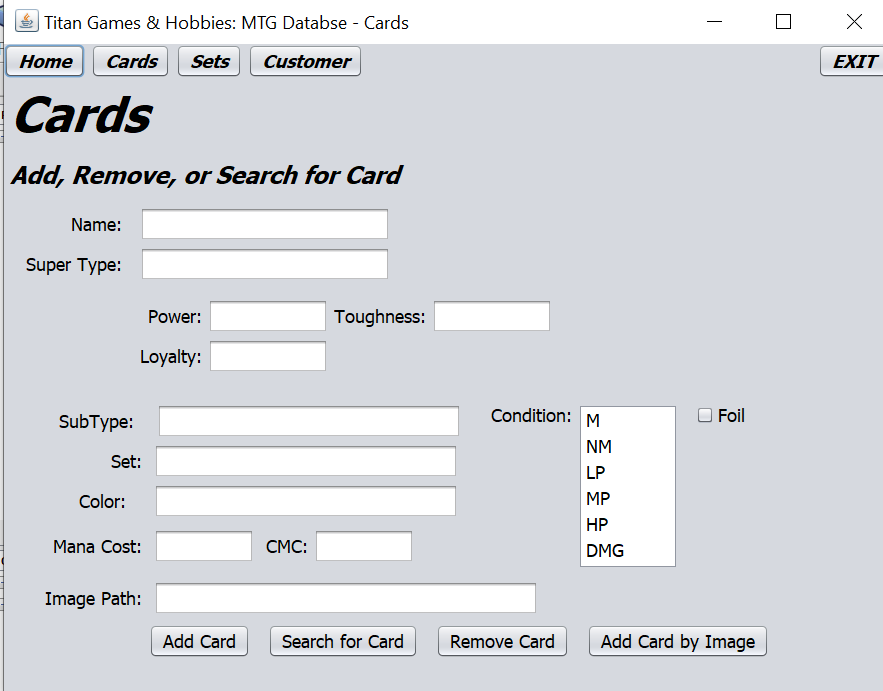 Titan Games & Hobbies: MTG Databse - Cards
Home Cards Sets Customer EXIT
Cards
Add, Remove, or Search for Card
Name:
Super Type:
Power: Toughness:
Loyalty:
SubType: Condition: M Foil
NM
Set: LP
Color: MP
HP
Mana Cost: CMC: DMG
Image Path:
Add Card Search for Card Remove Card Add Card by Image